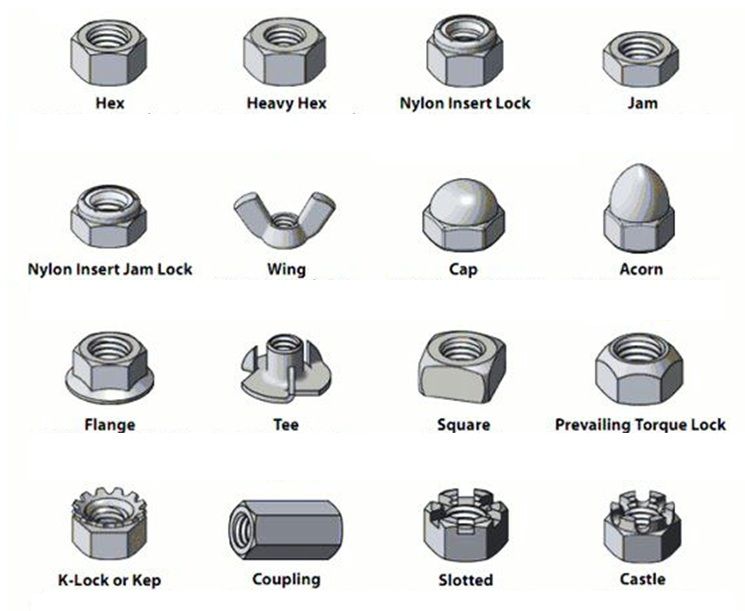 Hex
Heavy Hex
Nylon Insert Lock
Jam
Nylon Insert Jam Lock
Wing
Cap
Acorn
Flange
Tee
Square
Prevailing Torque Lock
K-Lock or Kep
Coupling
Slotted
Castle